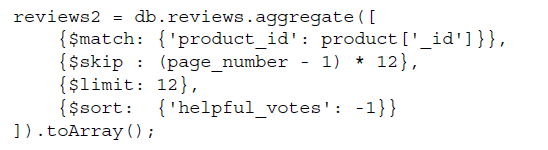 reviews2 = db.reviews.aggregate([
    {$match: {'product_id': product['_id']}},
    {$skip : (page_number - 1) * 12},
    {$limit: 12},
    {$sort:  {'helpful_votes': -1}}
]).toArray();